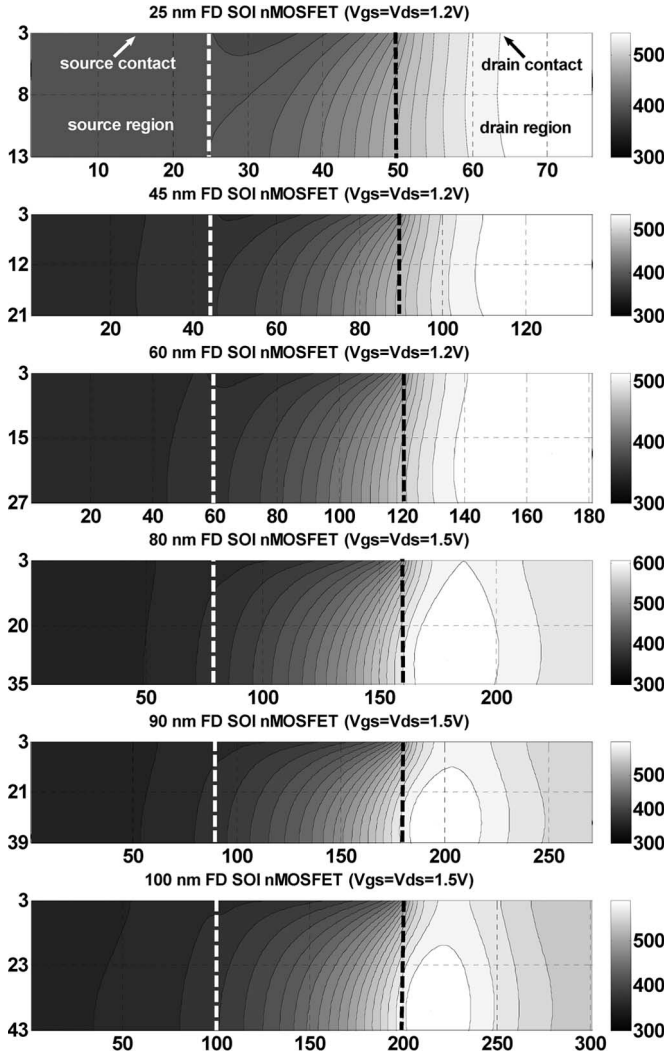 25 nm FD SOI nMOSFET (Vgs=Vds=1.2V)
3
source contact
drain contact
500
8
400
source region
drain region
13
300
10 20 30 40 50 60 70
45 nm FD SOI nMOSFET (Vgs=Vds=1.2V)
3
500
12
400
21
300
20 40 60 80 100 120
60 nm FD SOI nMOSFET (Vgs=Vds=1.2V)
3
500
15
400
27
300
20 40 60 80 100 120 140 160 180
80 nm FD SOI nMOSFET (Vgs=Vds=1.5V)
3
600
500
20
400
35
300
50 100 150 200
90 nm FD SOI nMOSFET (Vgs=Vds=1.5V)
3
500
21
400
39
300
50 100 150 200 250
100 nm FD SOI nMOSFET (Vgs=Vds=1.5V)
3
500
23
400
43
300
50 100 150 200 250 300